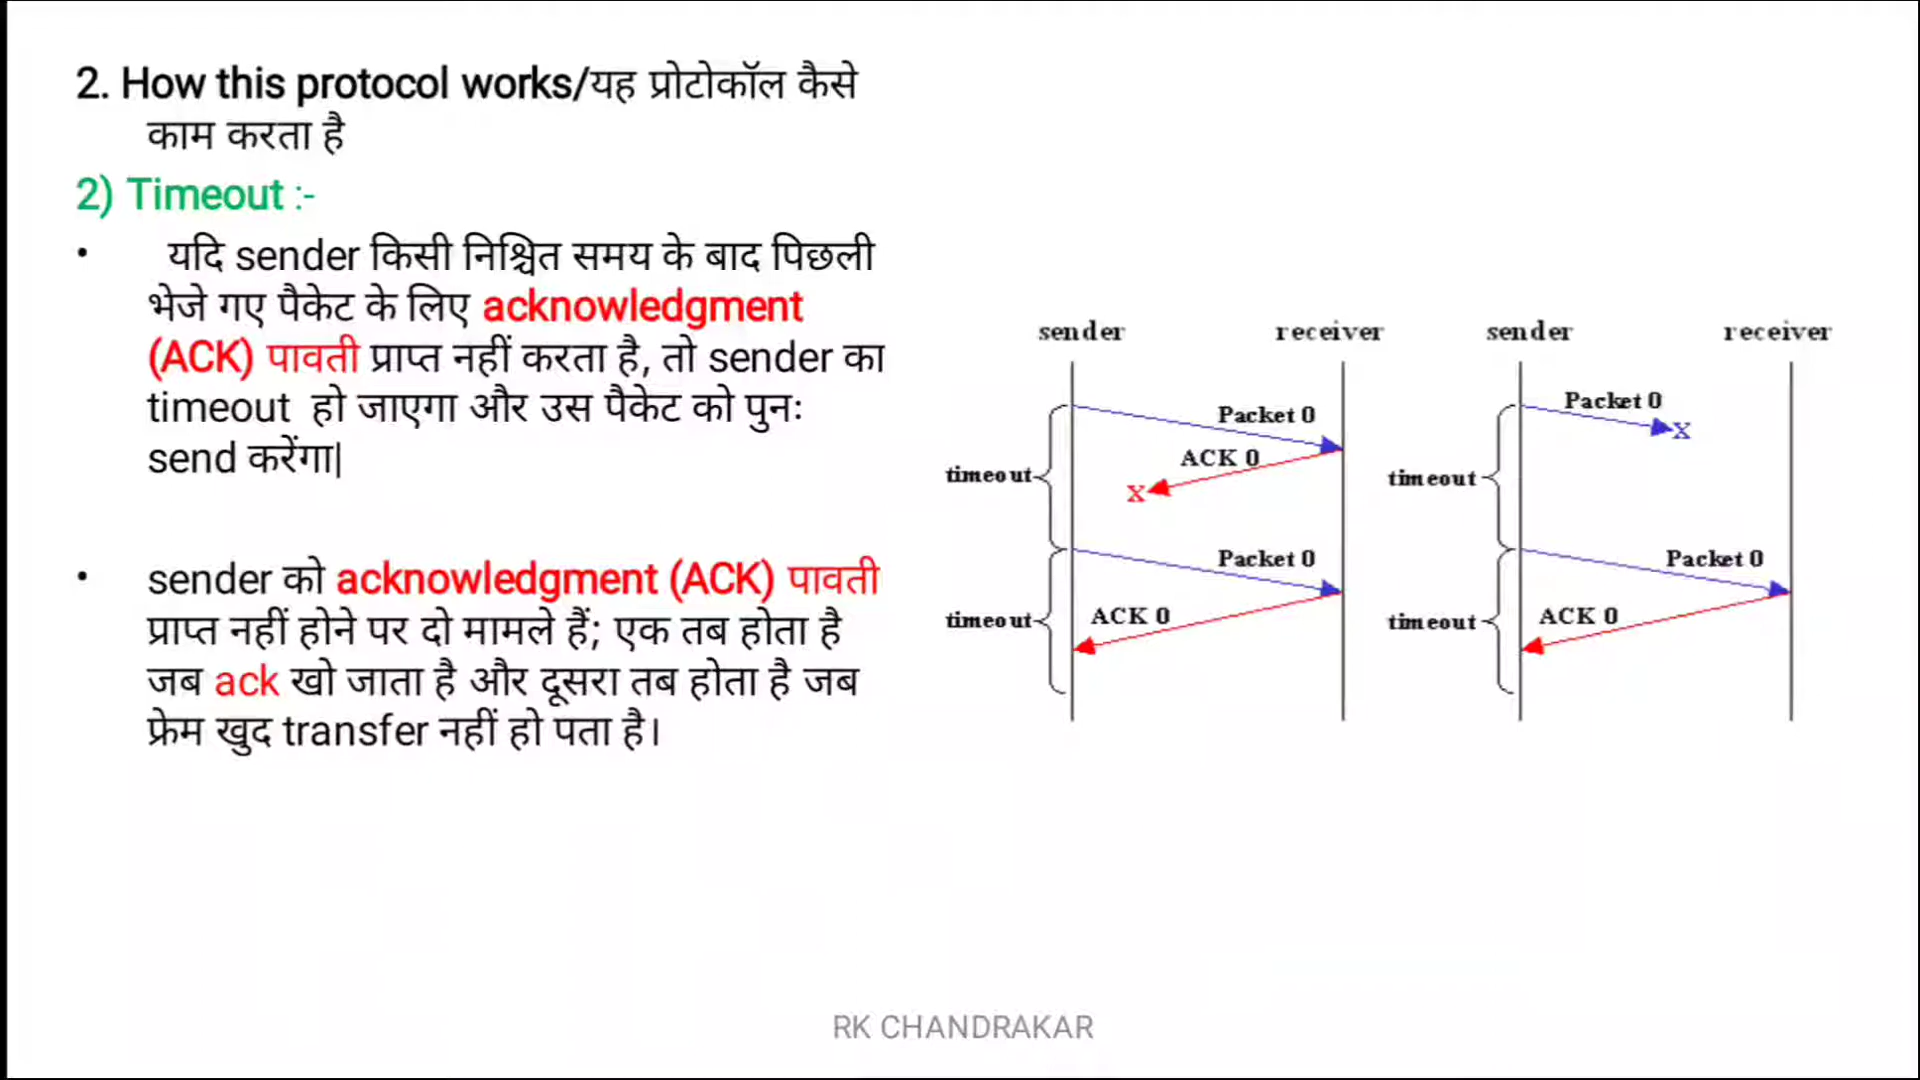 2. How this protocol works/यह प्रोटोकॉल कैसे
काम करता है
2) Timeout :-
• यदि sender किसी निश्चित समय के बाद पिछली
भेजे गए पैकेट के लिए acknowledgment
(ACK) पावती प्राप्त नहीं करता है, तो sender का
timeout हो जाएगा और उस पैकेट को पुनः
send करेंगा|
• sender को acknowledgment (ACK) पावती
प्राप्त नहीं होने पर दो मामले हैं; एक तब होता है
जब ack खो जाता है और दूसरा तब होता है जब
फ्रेम खुद transfer नहीं हो पता है।
sender receiver
Packet 0
ACK 0
X
timeout
Packet 0
ACK 0
timeout
sender receiver
Packet 0
X
timeout
Packet 0
ACK 0
timeout
RK CHANDRAKAR